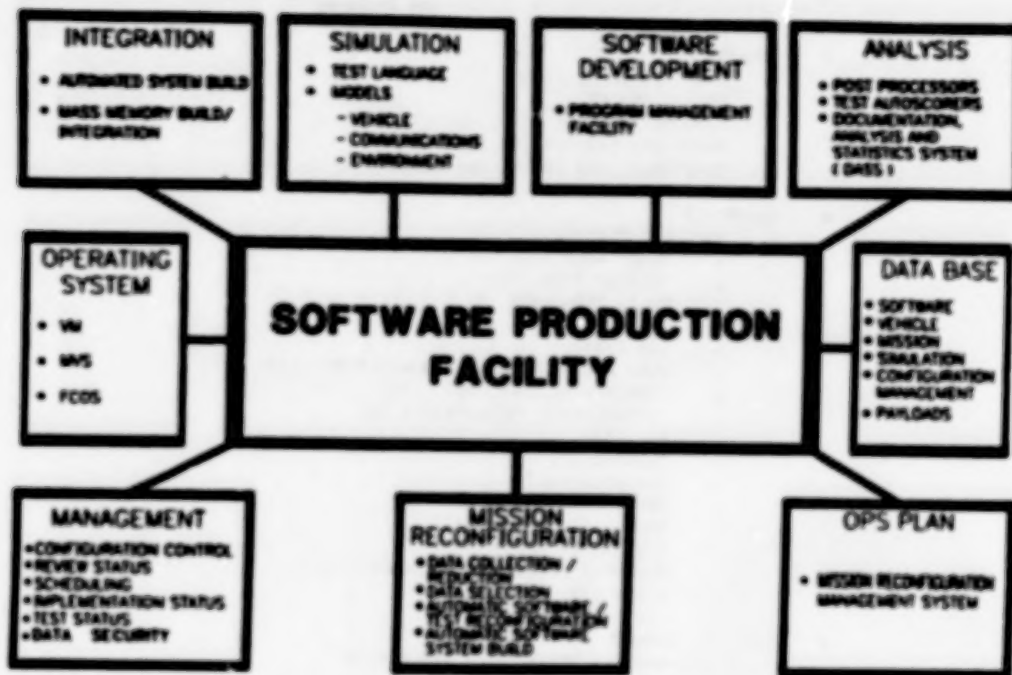 INTEGRATION
• AUTOMATED SYSTEM BUILD
• MASS MEMORY BUILD/
INTEGRATION
SIMULATION
• TEST LANGUAGE
• MODELS
- VEHICLE
- COMMUNICATIONS
- ENVIRONMENT
SOFTWARE
DEVELOPMENT
• PROGRAM MANAGEMENT
FACILITY
ANALYSIS
• POST PROCESSORS
• TEST AUTOSCORERS
• DOCUMENTATION,
ANALYSIS AND
STATISTICS SYSTEM
( DASS )
OPERATING
SYSTEM
• VM
• MVS
• FCOS
SOFTWARE PRODUCTION
FACILITY
DATA BASE
• SOFTWARE
• VEHICLE
• MISSION
• SIMULATION
• CONFIGURATION
MANAGEMENT
• PAYLOADS
MANAGEMENT
• CONFIGURATION CONTROL
• REVIEW STATUS
• SCHEDULING
• IMPLEMENTATION STATUS
• TEST STATUS
• DATA SECURITY
MISSION
RECONFIGURATION
• DATA COLLECTION /
REDUCTION
• DATA SELECTION
• AUTOMATIC SOFTWARE /
TEST RECONFIGURATION
• AUTOMATIC SOFTWARE
SYSTEM BUILD
OPS PLAN
• MISSION RECONFIGURATION
MANAGEMENT SYSTEM